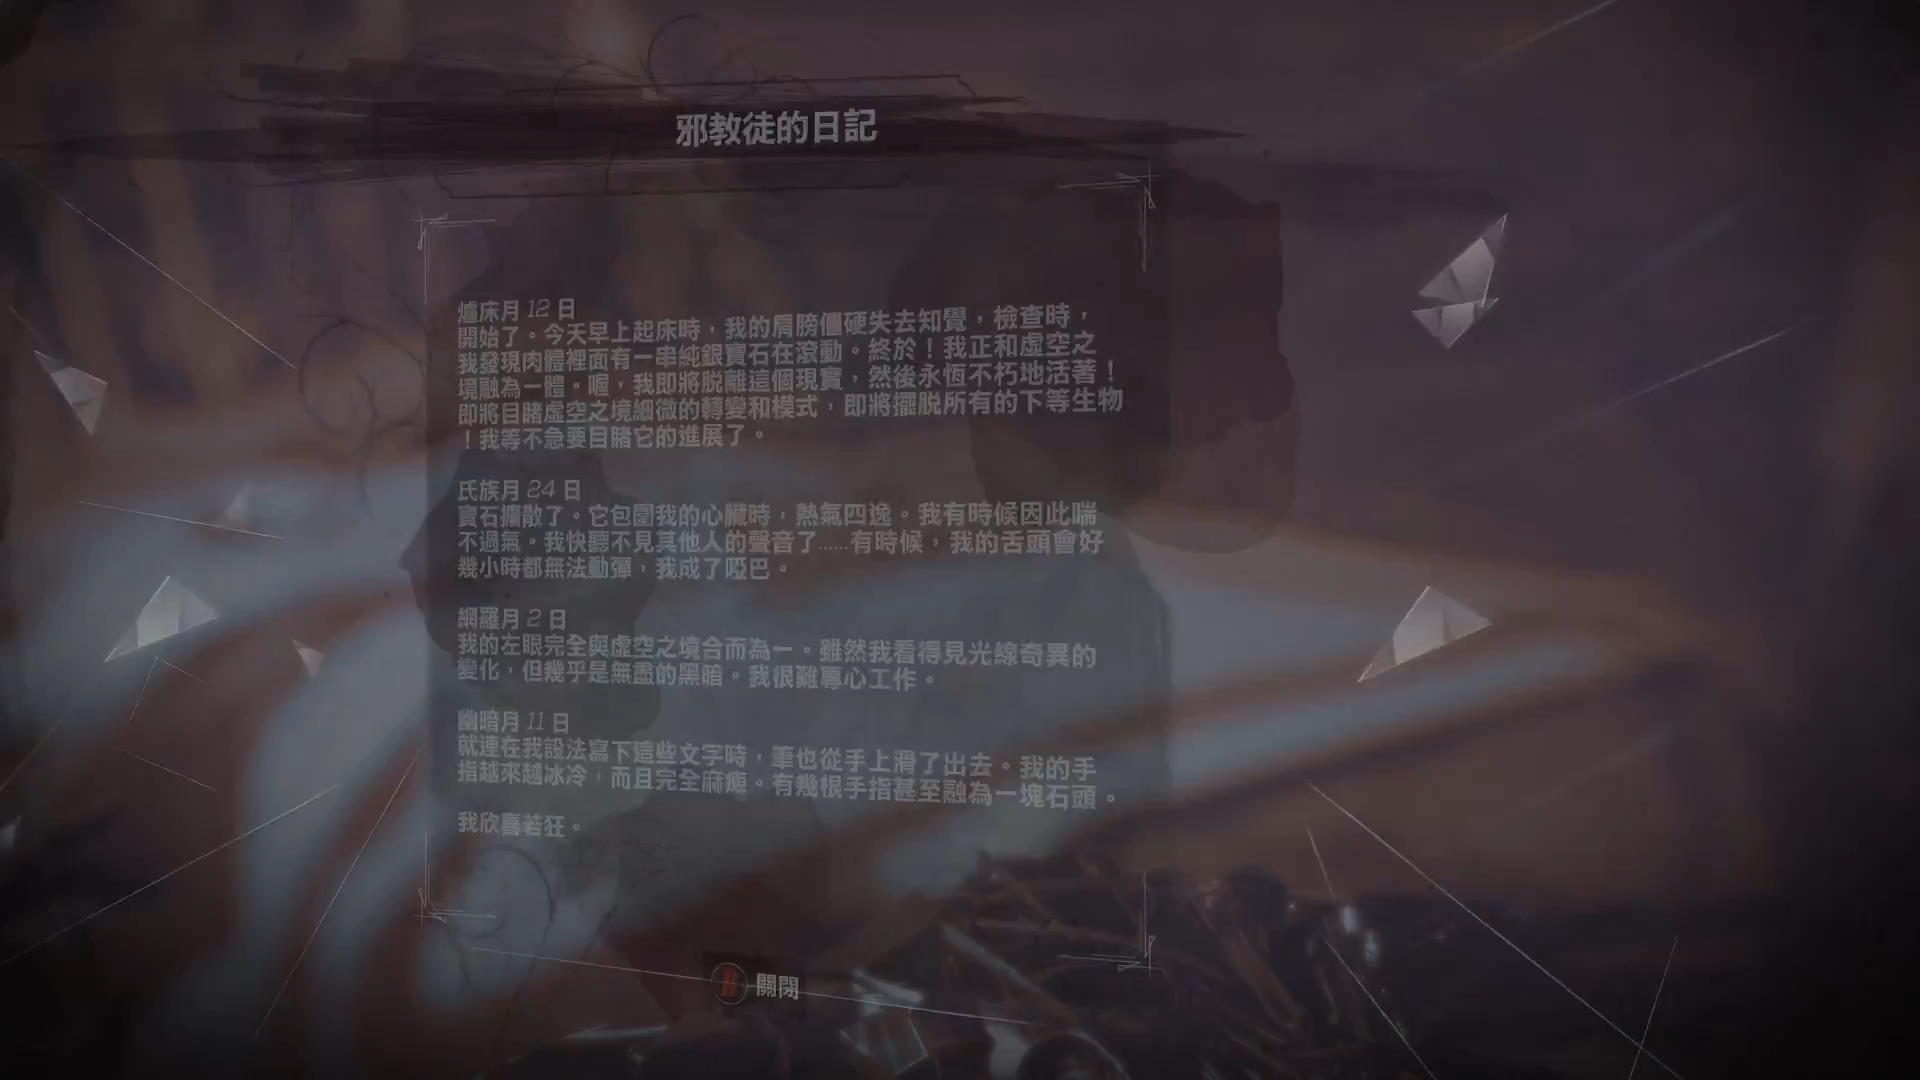 邪教徒的日記
爐床月 12 日
開始了。今天早上起床時，我的肩膀僵硬失去知覺，檢查時，
我發現肉體裡面有一串純銀寶石在滾動。終於！我正和虛空之
境融為一體。喔，我即將脫離這個現實，然後永恆不朽地活著！
即將目睹虛空之境細微的轉變和模式，即將擺脫所有的下等生物
！我等不急要目睹它的進展了。
氏族月 24 日
寶石擴散了。它包圍我的心臟時，熱氣四逸。我有時候因此喘
不過氣。我快聽不見其他人的聲音了......有時候，我的舌頭會好
幾小時都無法動彈，我成了啞巴。
網羅月 2 日
我的左眼完全與虛空之境合而為一。雖然我看得見光線奇異的
變化，但幾乎是無盡的黑暗。我很難專心工作。
幽暗月 11 日
就連在我設法寫下這些文字時，筆也從手上滑了出去。我的手
指越來越冰冷，而且完全麻痺。有幾根手指甚至融為一塊石頭。
我欣喜若狂。
B 關閉